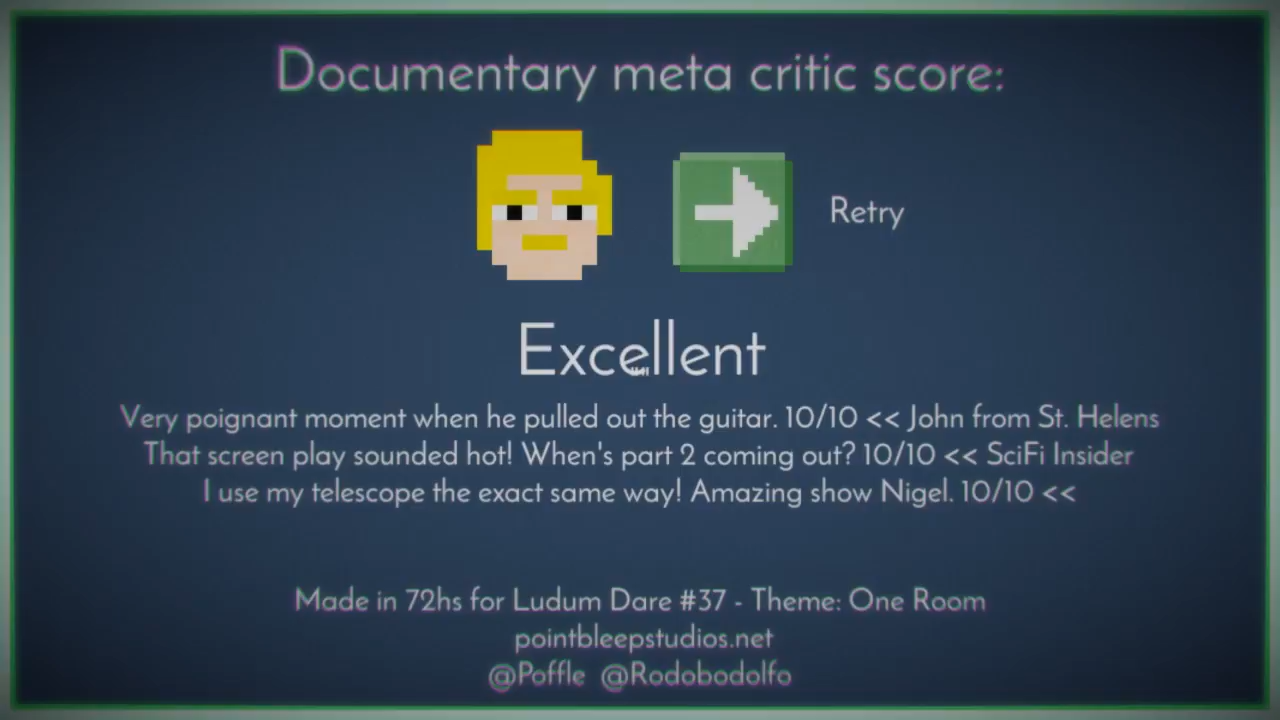 Documentary meta critic score:
Retry
Excellent
Very poignant moment when he pulled out the guitar. 10/10 << John from St. Helens
That screen play sounded hot! When's part 2 coming out? 10/10 << SciFi Insider
I use my telescope the exact same way! Amazing show Nigel. 10/10 <<
Made in 72hs for Ludum Dare #37 - Theme: One Room
pointbleepstudios.net
@Poffle @Rodobodolfo